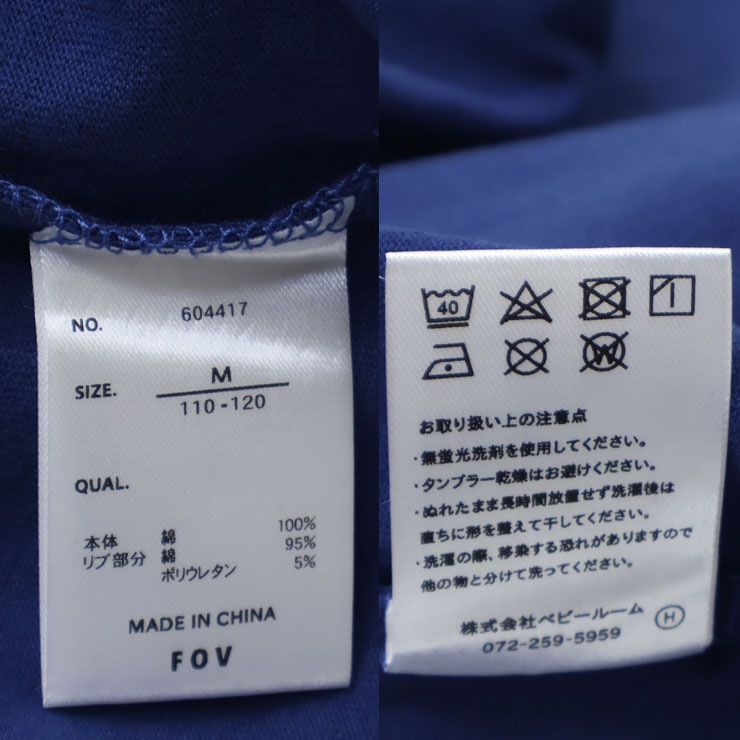 NO. 604417
SIZE. M
110 - 120
QUAL.
本体 綿 100%
リブ部分 綿 95%
ポリウレタン 5%
MADE IN CHINA
FOV
40
W
お取り扱い上の注意点
・無蛍光洗剤を使用してください。
・タンブラー乾燥はお避けください。
・ぬれたまま長時間放置せず洗濯後は
直ちに形を整えて干してください。
・洗濯の際、移染する恐れがありますので
他の物と分けて洗ってください。
株式会社ベビールーム Ⓗ
072-259-5959